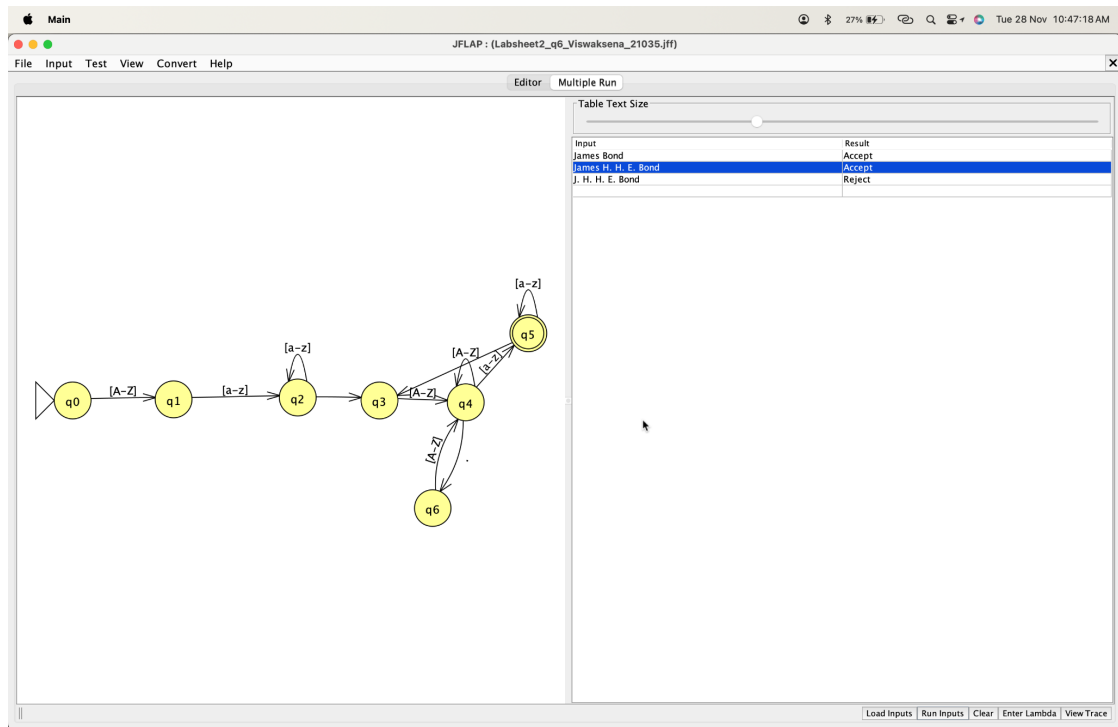 Main 27% Tue 28 Nov 10:47:18 AM
JFLAP : (Labsheet2_q6_Viswaksena_21035.jff)
File Input Test View Convert Help
Editor Multiple Run
Table Text Size
Input Result
James Bond Accept
James H. H. E. Bond Accept
J. H. H. E. Bond Reject
[a-z]
q5
[a-z] [A-Z] [a-z]
q0 [A-Z] q1 [a-z] q2 q3 [A-Z] q4
[A-Z] .
q6
Load Inputs Run Inputs Clear Enter Lambda View Trace